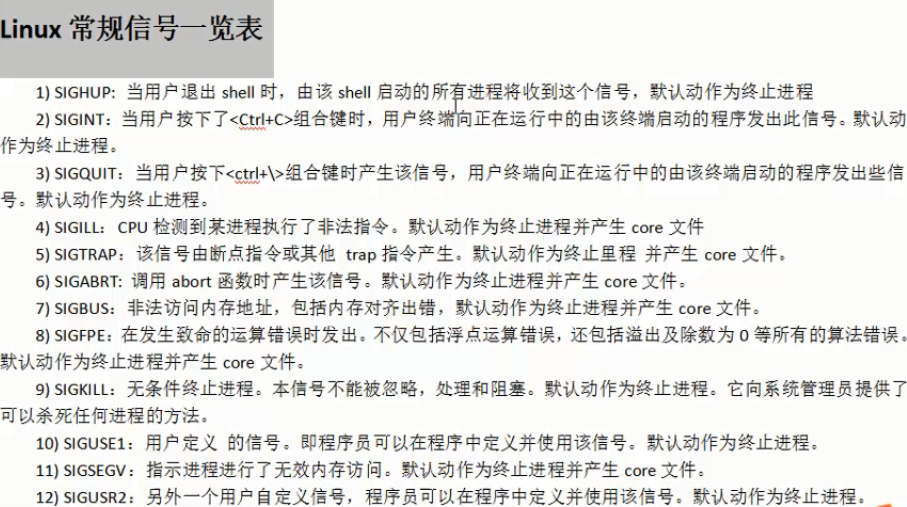 Linux 常规信号一览表
1) SIGHUP: 当用户退出 shell 时，由该 shell 启动的所有进程将收到这个信号，默认动作为终止进程
2) SIGINT：当用户按下了<Ctrl+C>组合键时，用户终端向正在运行中的由该终端启动的程序发出此信号。默认动
作为终止进程。
3) SIGQUIT：当用户按下<ctrl+\>组合键时产生该信号，用户终端向正在运行中的由该终端启动的程序发出些信
号。默认动作为终止进程。
4) SIGILL：CPU 检测到某进程执行了非法指令。默认动作为终止进程并产生 core 文件
5) SIGTRAP：该信号由断点指令或其他 trap 指令产生。默认动作为终止里程 并产生 core 文件。
6) SIGABRT: 调用 abort 函数时产生该信号。默认动作为终止进程并产生 core 文件。
7) SIGBUS：非法访问内存地址，包括内存对齐出错，默认动作为终止进程并产生 core 文件。
8) SIGFPE：在发生致命的运算错误时发出。不仅包括浮点运算错误，还包括溢出及除数为 0 等所有的算法错误。
默认动作为终止进程并产生 core 文件。
9) SIGKILL：无条件终止进程。本信号不能被忽略，处理和阻塞。默认动作为终止进程。它向系统管理员提供了
可以杀死任何进程的方法。
10) SIGUSE1：用户定义 的信号。即程序员可以在程序中定义并使用该信号。默认动作为终止进程。
11) SIGSEGV：指示进程进行了无效内存访问。默认动作为终止进程并产生 core 文件。
12) SIGUSR2：另外一个用户自定义信号，程序员可以在程序中定义并使用该信号。默认动作为终止进程。